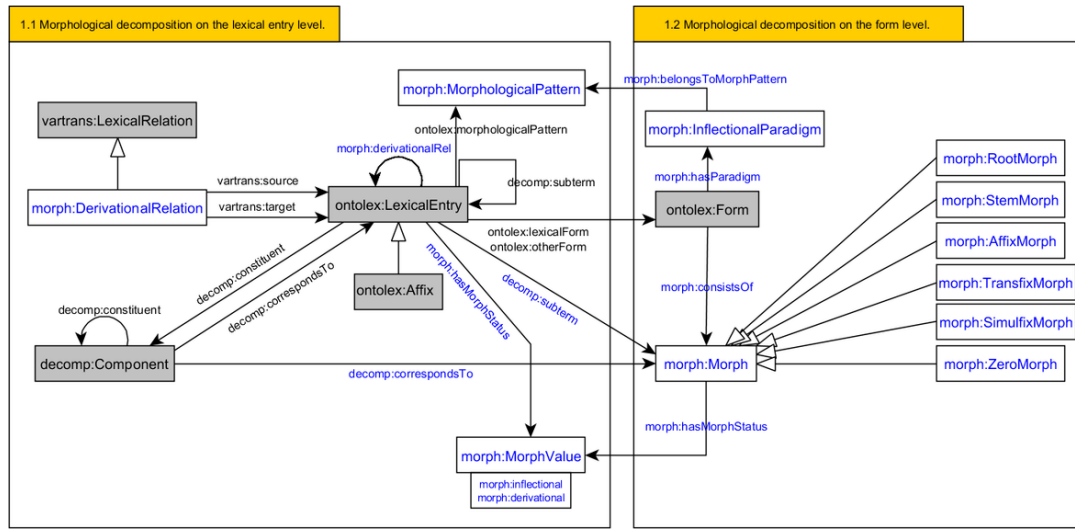 1.1 Morphological decomposition on the lexical entry level.
1.2 Morphological decomposition on the form level.
morph:MorphologicalPattern
morph:belongsToMorphPattern
vartrans:LexicalRelation
ontolex:morphologicalPattern
morph:InflectionalParadigm
morph:derivationalRel
morph:RootMorph
decomp:subterm
morph:hasParadigm
vartrans:source
morph:DerivationalRelation
vartrans:target
ontolex:LexicalEntry
ontolex:Form
morph:StemMorph
ontolex:lexicalForm
ontolex:otherForm
morph:AffixMorph
decomp:constituent
decomp:correspondsTo
ontolex:Affix
morph:hasMorphStatus
decomp:subterm
morph:consistsOf
morph:TransfixMorph
decomp:constituent
morph:SimulfixMorph
decomp:Component
decomp:correspondsTo
morph:Morph
morph:ZeroMorph
morph:hasMorphStatus
morph:MorphValue
morph:inflectional
morph:derivational